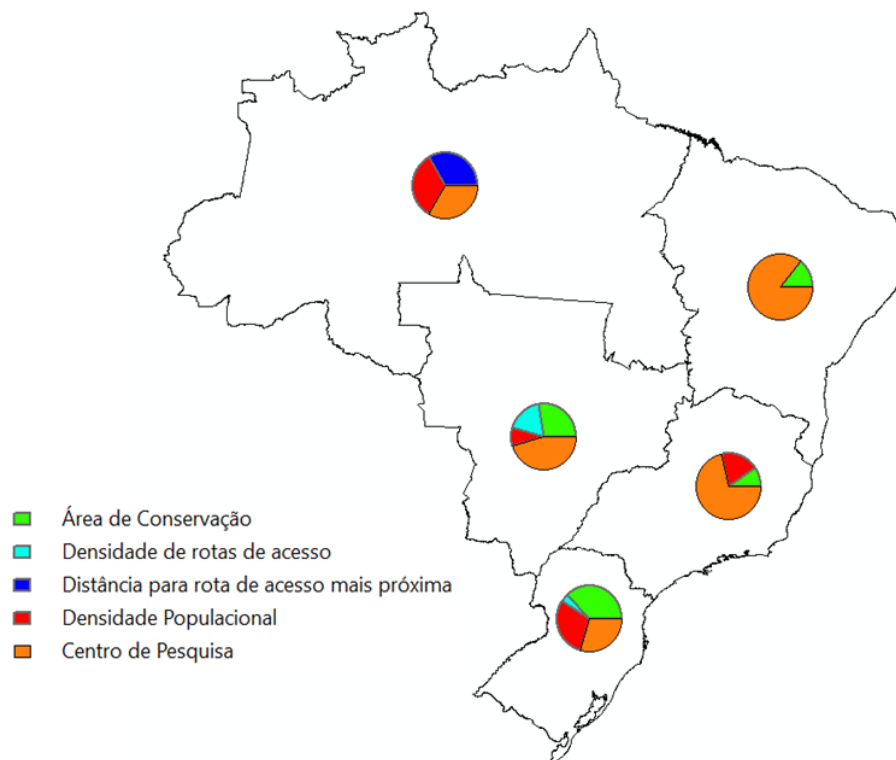 Área de Conservação
Densidade de rotas de acesso
Distância para rota de acesso mais próxima
Densidade Populacional
Centro de Pesquisa